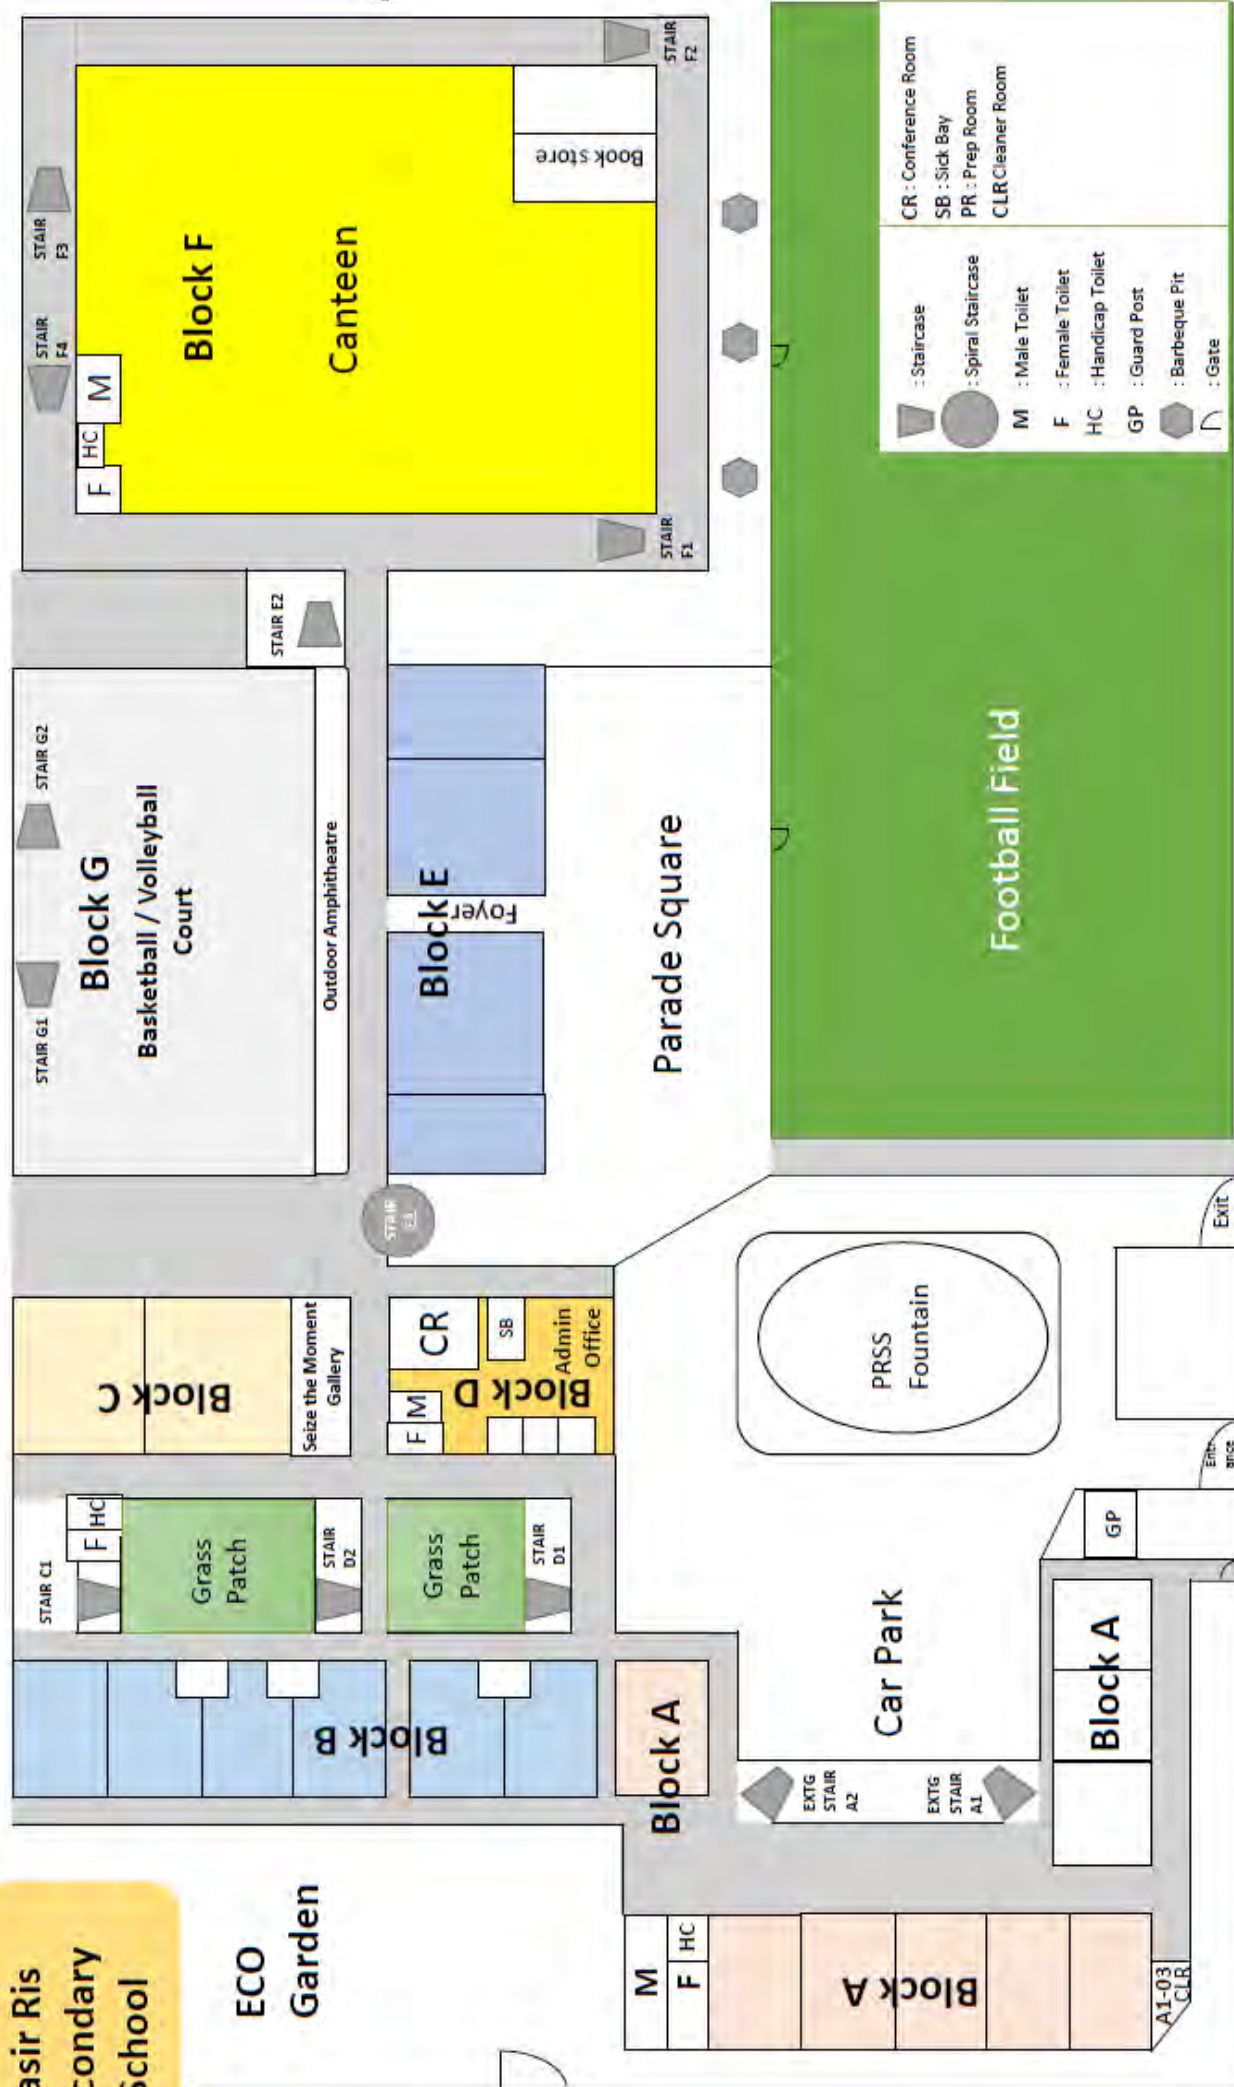 asir Ris
condary
School
ECO
Garden
STAIR C1
F
HC
Grass
Patch
STAIR
D2
Grass
Patch
STAIR
D1
Block B
Block C
Seize the Moment
Gallery
F
M
CR
SB
Block D
Admin
Office
STAIR G1
STAIR G2
Block G
Basketball / Volleyball
Court
Outdoor Amphitheatre
STAIR E2
Block E
Foyer
Parade Square
STAIR
F4
STAIR
F3
F
HC
M
Block F
Canteen
Book store
STAIR
F1
STAIR
F2
M
F
HC
Block A
Block A
A1-03
CLR
EXTG
STAIR
A2
EXTG
STAIR
A1
Car Park
Block A
GP
PRSS
Fountain
Entr
ance
Exit
Football Field
: Staircase
: Spiral Staircase
M : Male Toilet
F : Female Toilet
HC : Handicap Toilet
GP : Guard Post
: Barbeque Pit
: Gate
CR : Conference Room
SB : Sick Bay
PR : Prep Room
CLRCleaner Room
STAIR